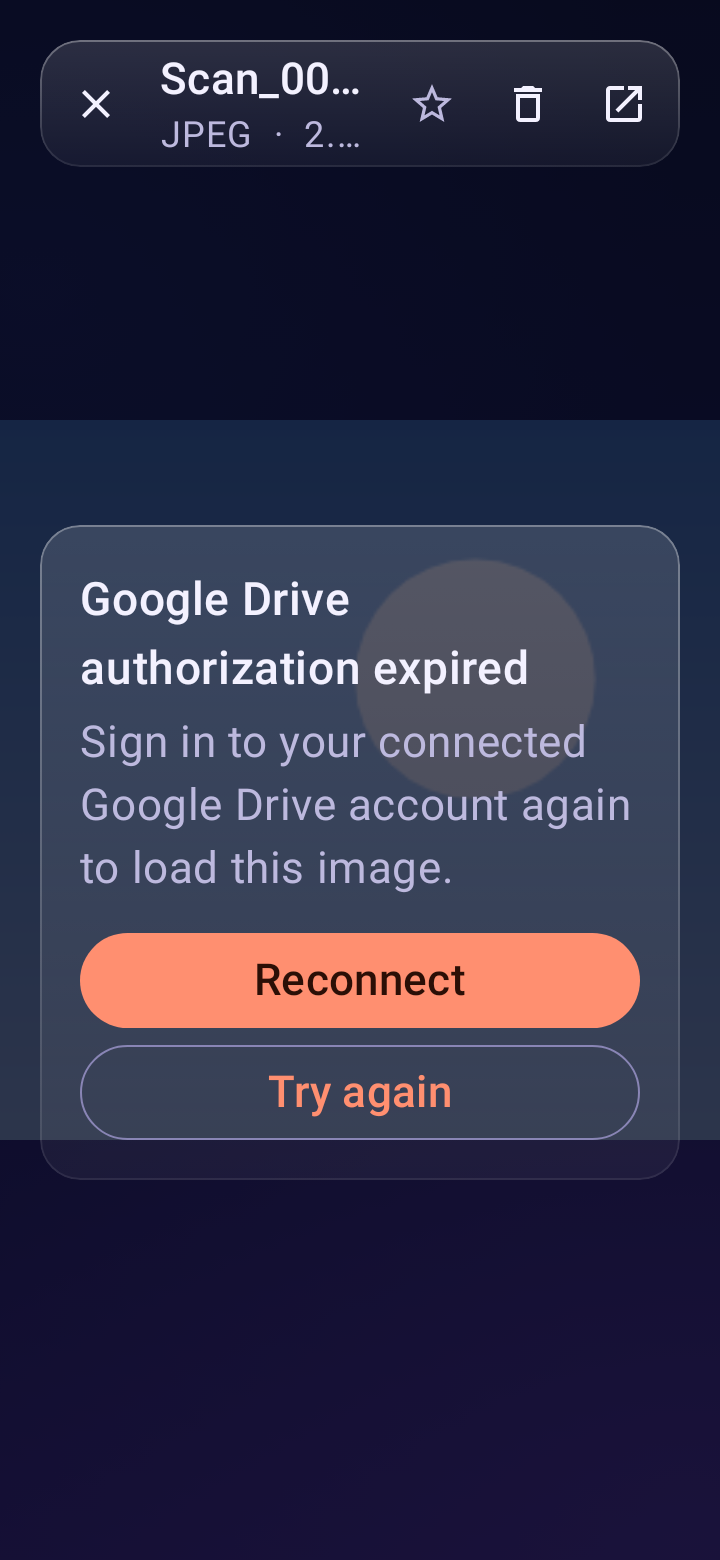 Scan_00…
JPEG · 2.…
Google Drive
authorization expired
Sign in to your connected
Google Drive account again
to load this image.
Reconnect
Try again